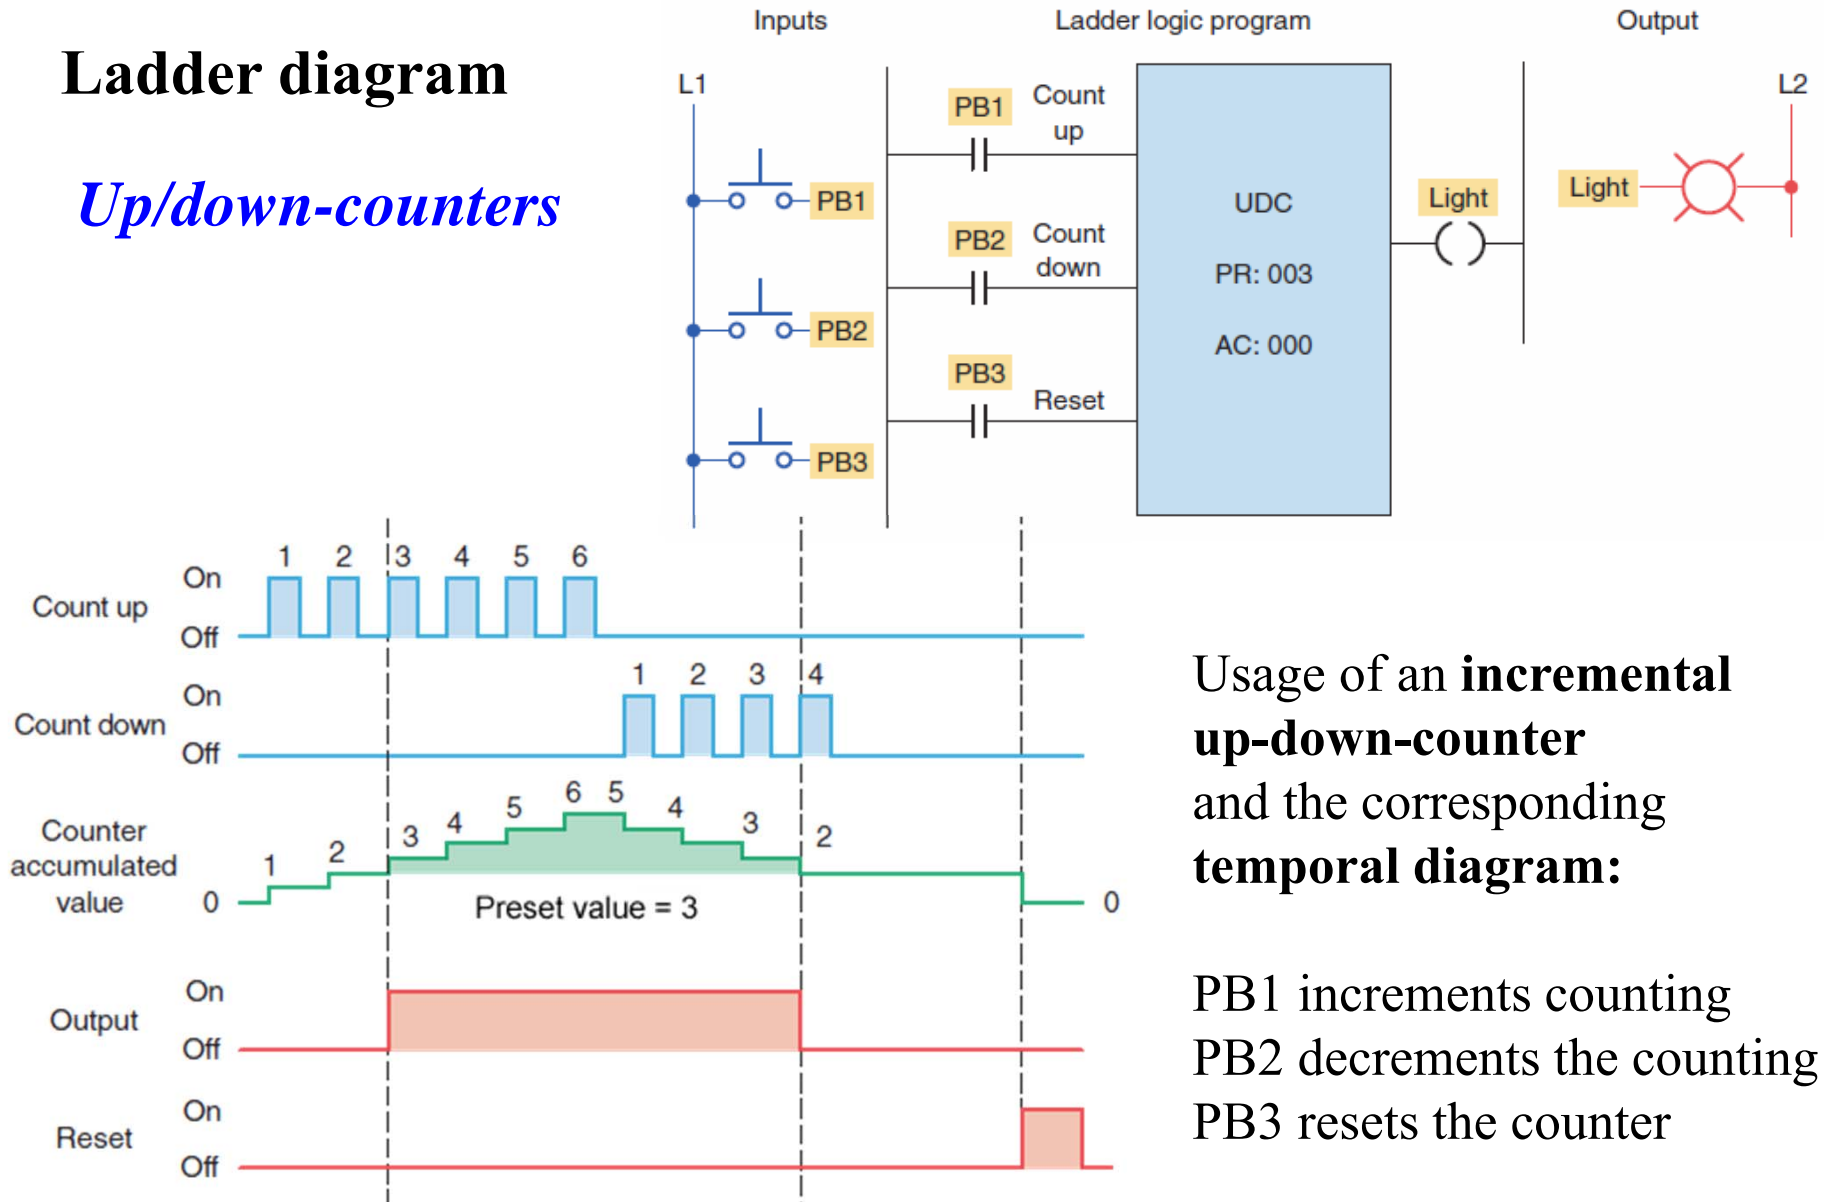 Ladder diagram
Up/down-counters
Inputs
Ladder logic program
Output
L1
PB1
PB2
PB3
PB1
Count
up
PB2
Count
down
PB3
Reset
UDC
PR: 003
AC: 000
Light
Light
L2
Count up
On
Off
1 2 3 4 5 6
Count down
On
Off
1 2 3 4
Counter
accumulated
value
0
1 2 3 4 5 6 5 4 3 2
0
Preset value = 3
Output
On
Off
Reset
On
Off
Usage of an incremental
up-down-counter
and the corresponding
temporal diagram:
PB1 increments counting
PB2 decrements the counting
PB3 resets the counter